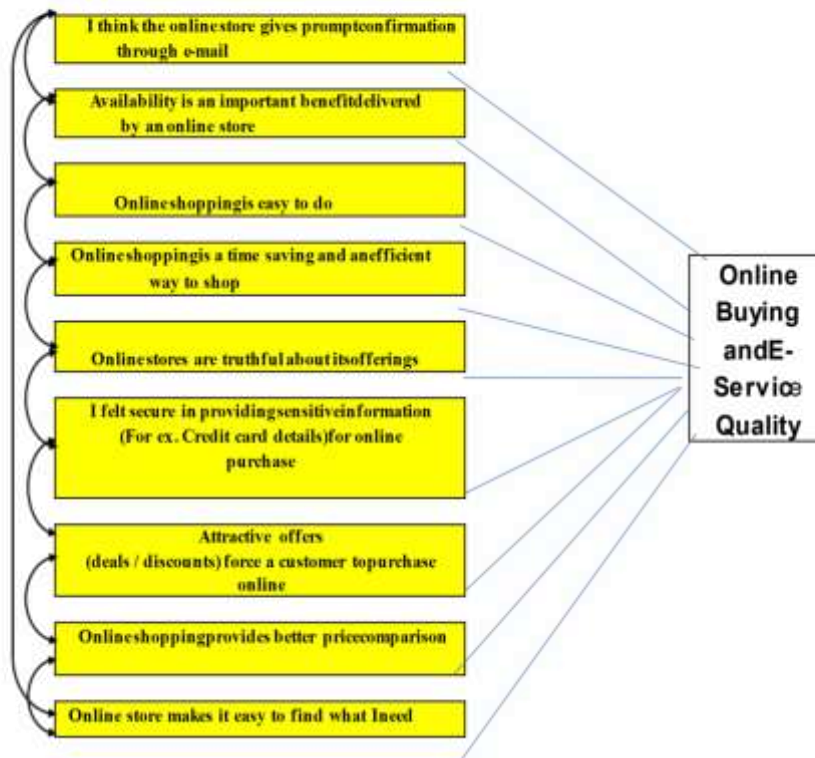 I think the onlinestore gives promptconfirmation
through e-mail
Availability is an important benefitdelivered
by anonline store
Onlineshoppingis easy to do
Onlineshoppingis a time saving and anefficient
way to shop
Onlinestores are truthful about itsofferings
I felt secure in providingsensitiveinformation
(For ex. Credit card details)for online
purchase
Attractive offers
(deals / discounts) force a customer topurchase
online
Onlineshoppingprovides better pricecomparison
Online store makes it easy to find what Ineed
Online
Buying
andE-
Service
Quality